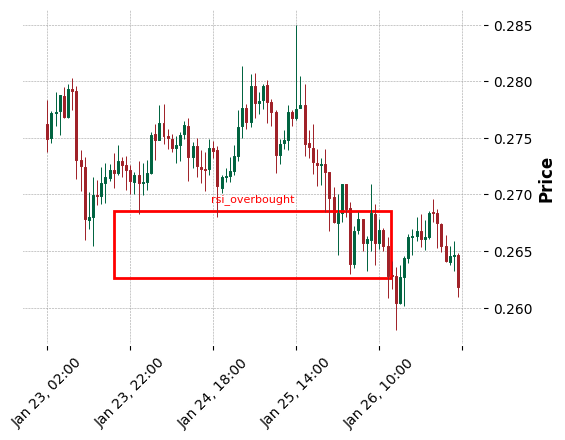 0.285
0.280
0.275
0.270
0.265
0.260
Price
rsi_overbought
Jan 23, 02:00
Jan 23, 22:00
Jan 24, 18:00
Jan 25, 14:00
Jan 26, 10:00